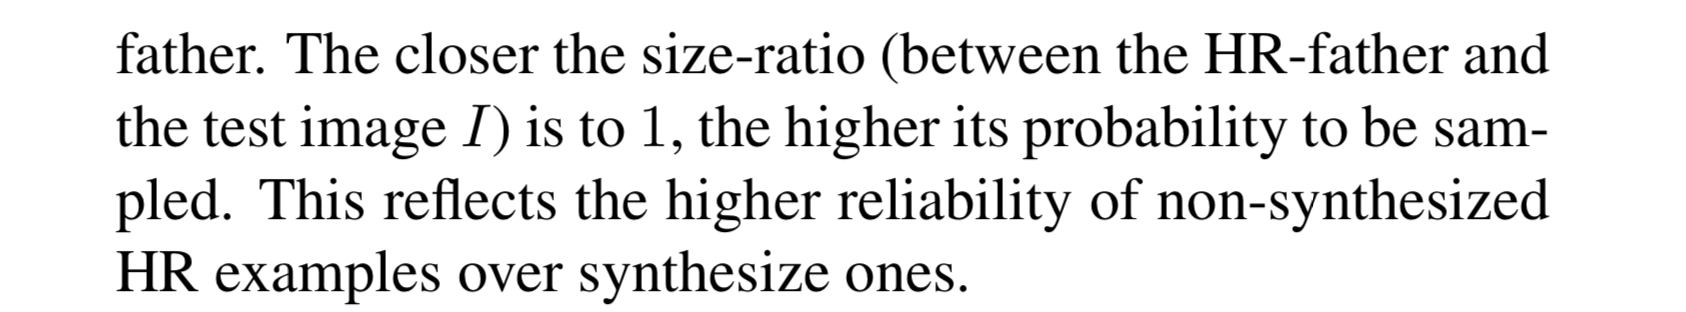 father. The closer the size-ratio (between the HR-father and
the test image I) is to 1, the higher its probability to be sam-
pled. This reflects the higher reliability of non-synthesized
HR examples over synthesize ones.